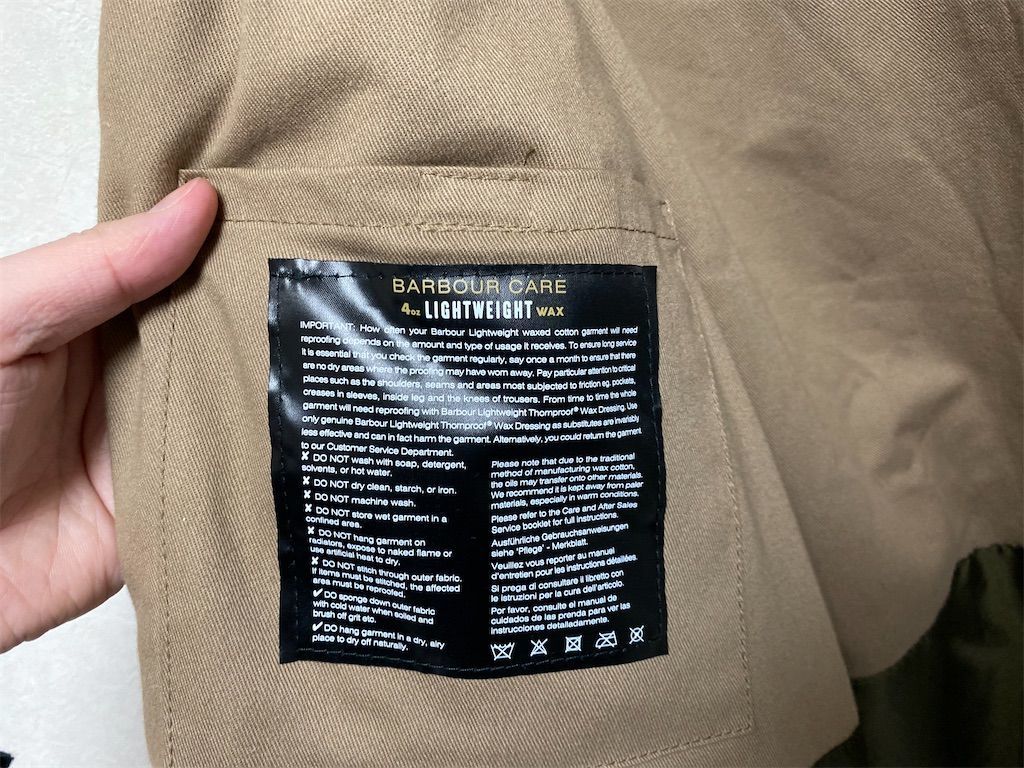 BARBOUR CARE
4oz LIGHTWEIGHT WAX
IMPORTANT: How often your Barbour Lightweight waxed cotton garment will need
reproofing depends on the amount and type of usage it receives. To ensure long service
it is essential that you check the garment regularly, say once a month to ensure that there
are no dry areas where the proofing may have worn away. Pay particular attention to critical
places such as the shoulders, seams and areas most subjected to friction eg. pockets,
creases in sleeves, inside leg and the knees of trousers. From time to time the whole
garment will need reproofing with Barbour Lightweight Thornproof® Wax Dressing. Use
only genuine Barbour Lightweight Thornproof® Wax Dressing as substitutes are invariably
less effective and can in fact harm the garment. Alternatively, you could return the garment
to our Customer Service Department.
✘ DO NOT wash with soap, detergent,
solvents, or hot water.
✘ DO NOT dry clean, starch, or iron.
✘ DO NOT machine wash.
✘ DO NOT store wet garment in a
confined area.
✘ DO NOT hang garment on
radiators, expose to naked flame or
use artificial heat to dry.
✘ DO NOT stitch through outer fabric.
If items must be stitched, the affected
area must be reproofed.
✔ DO sponge down outer fabric
with cold water when soiled and
brush off grit etc.
✔ DO hang garment in a dry, airy
place to dry off naturally.
Please note that due to the traditional
method of manufacturing wax cotton,
the oils may transfer onto other materials.
We recommend it is kept away from paler
materials, especially in warm conditions.
Please refer to the Care and After Sales
Service booklet for full instructions.
Ausführliche Gebrauchsanweisungen
siehe 'Pflege' - Merkblatt.
Veuillez vous reporter au manuel
d'entretien pour les instructions détaillées.
Si prega di consultare il libretto con
le istruzioni per la cura dell'articolo.
Por favor, consulte el manual de
cuidados de las prenda para ver las
instrucciones detalladamente.